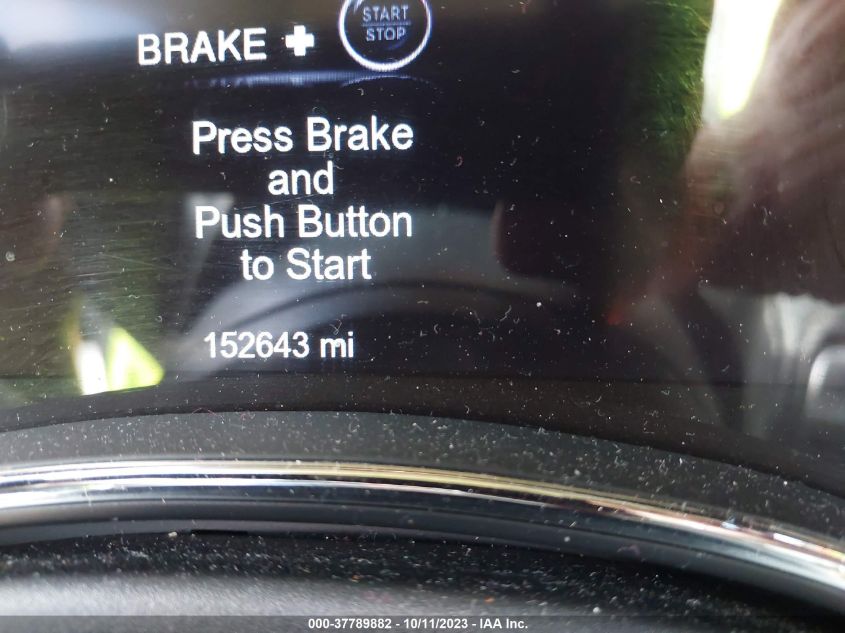 START
STOP
BRAKE +
Press Brake
and
Push Button
to Start
152643 mi
000-37789882 - 10/11/2023 - IAA Inc.